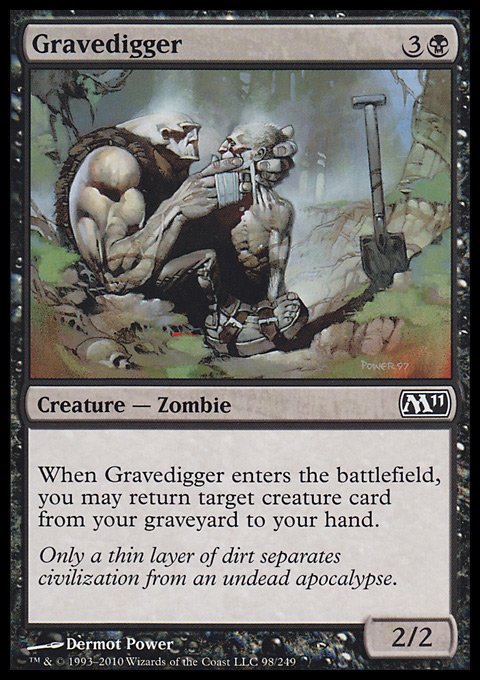 Gravedigger 3
POWER97
Creature — Zombie M11
When Gravedigger enters the battlefield,
you may return target creature card
from your graveyard to your hand.
Only a thin layer of dirt separates
civilization from an undead apocalypse.
2/2
Dermot Power
™ & © 1993–2010 Wizards of the Coast LLC 98/249